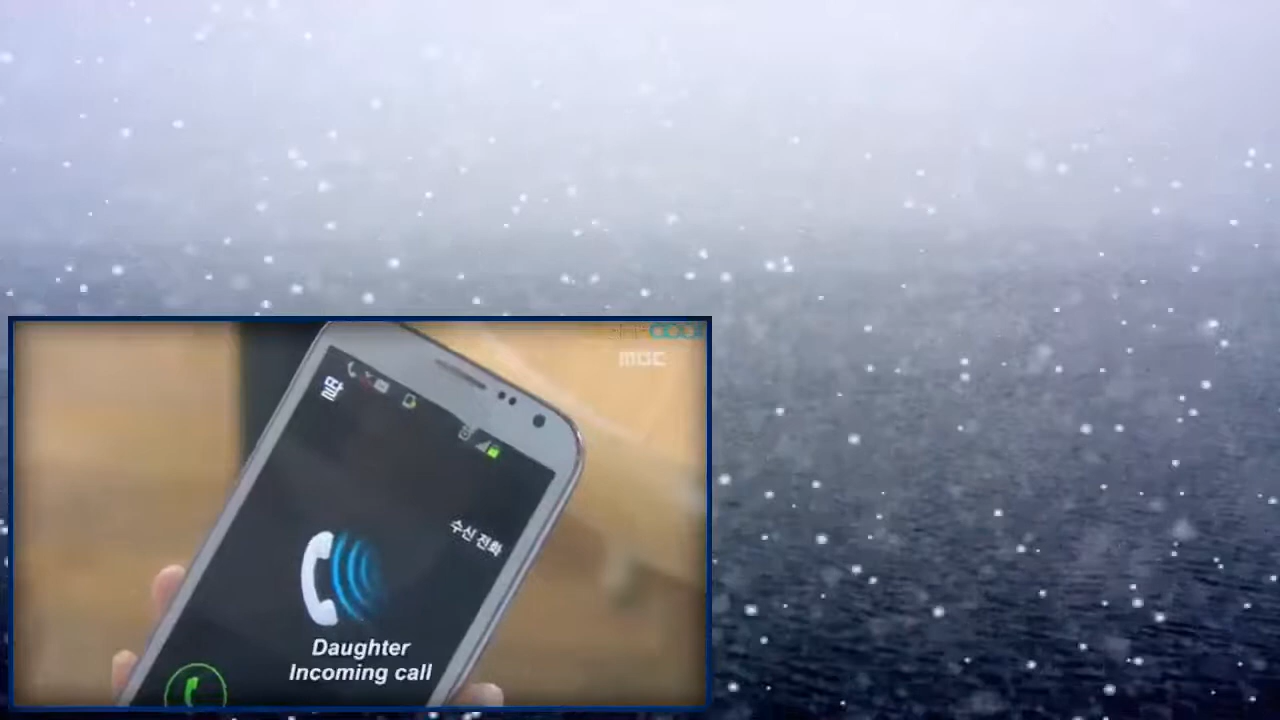 MBC
딸
수신 전화
Daughter
Incoming call